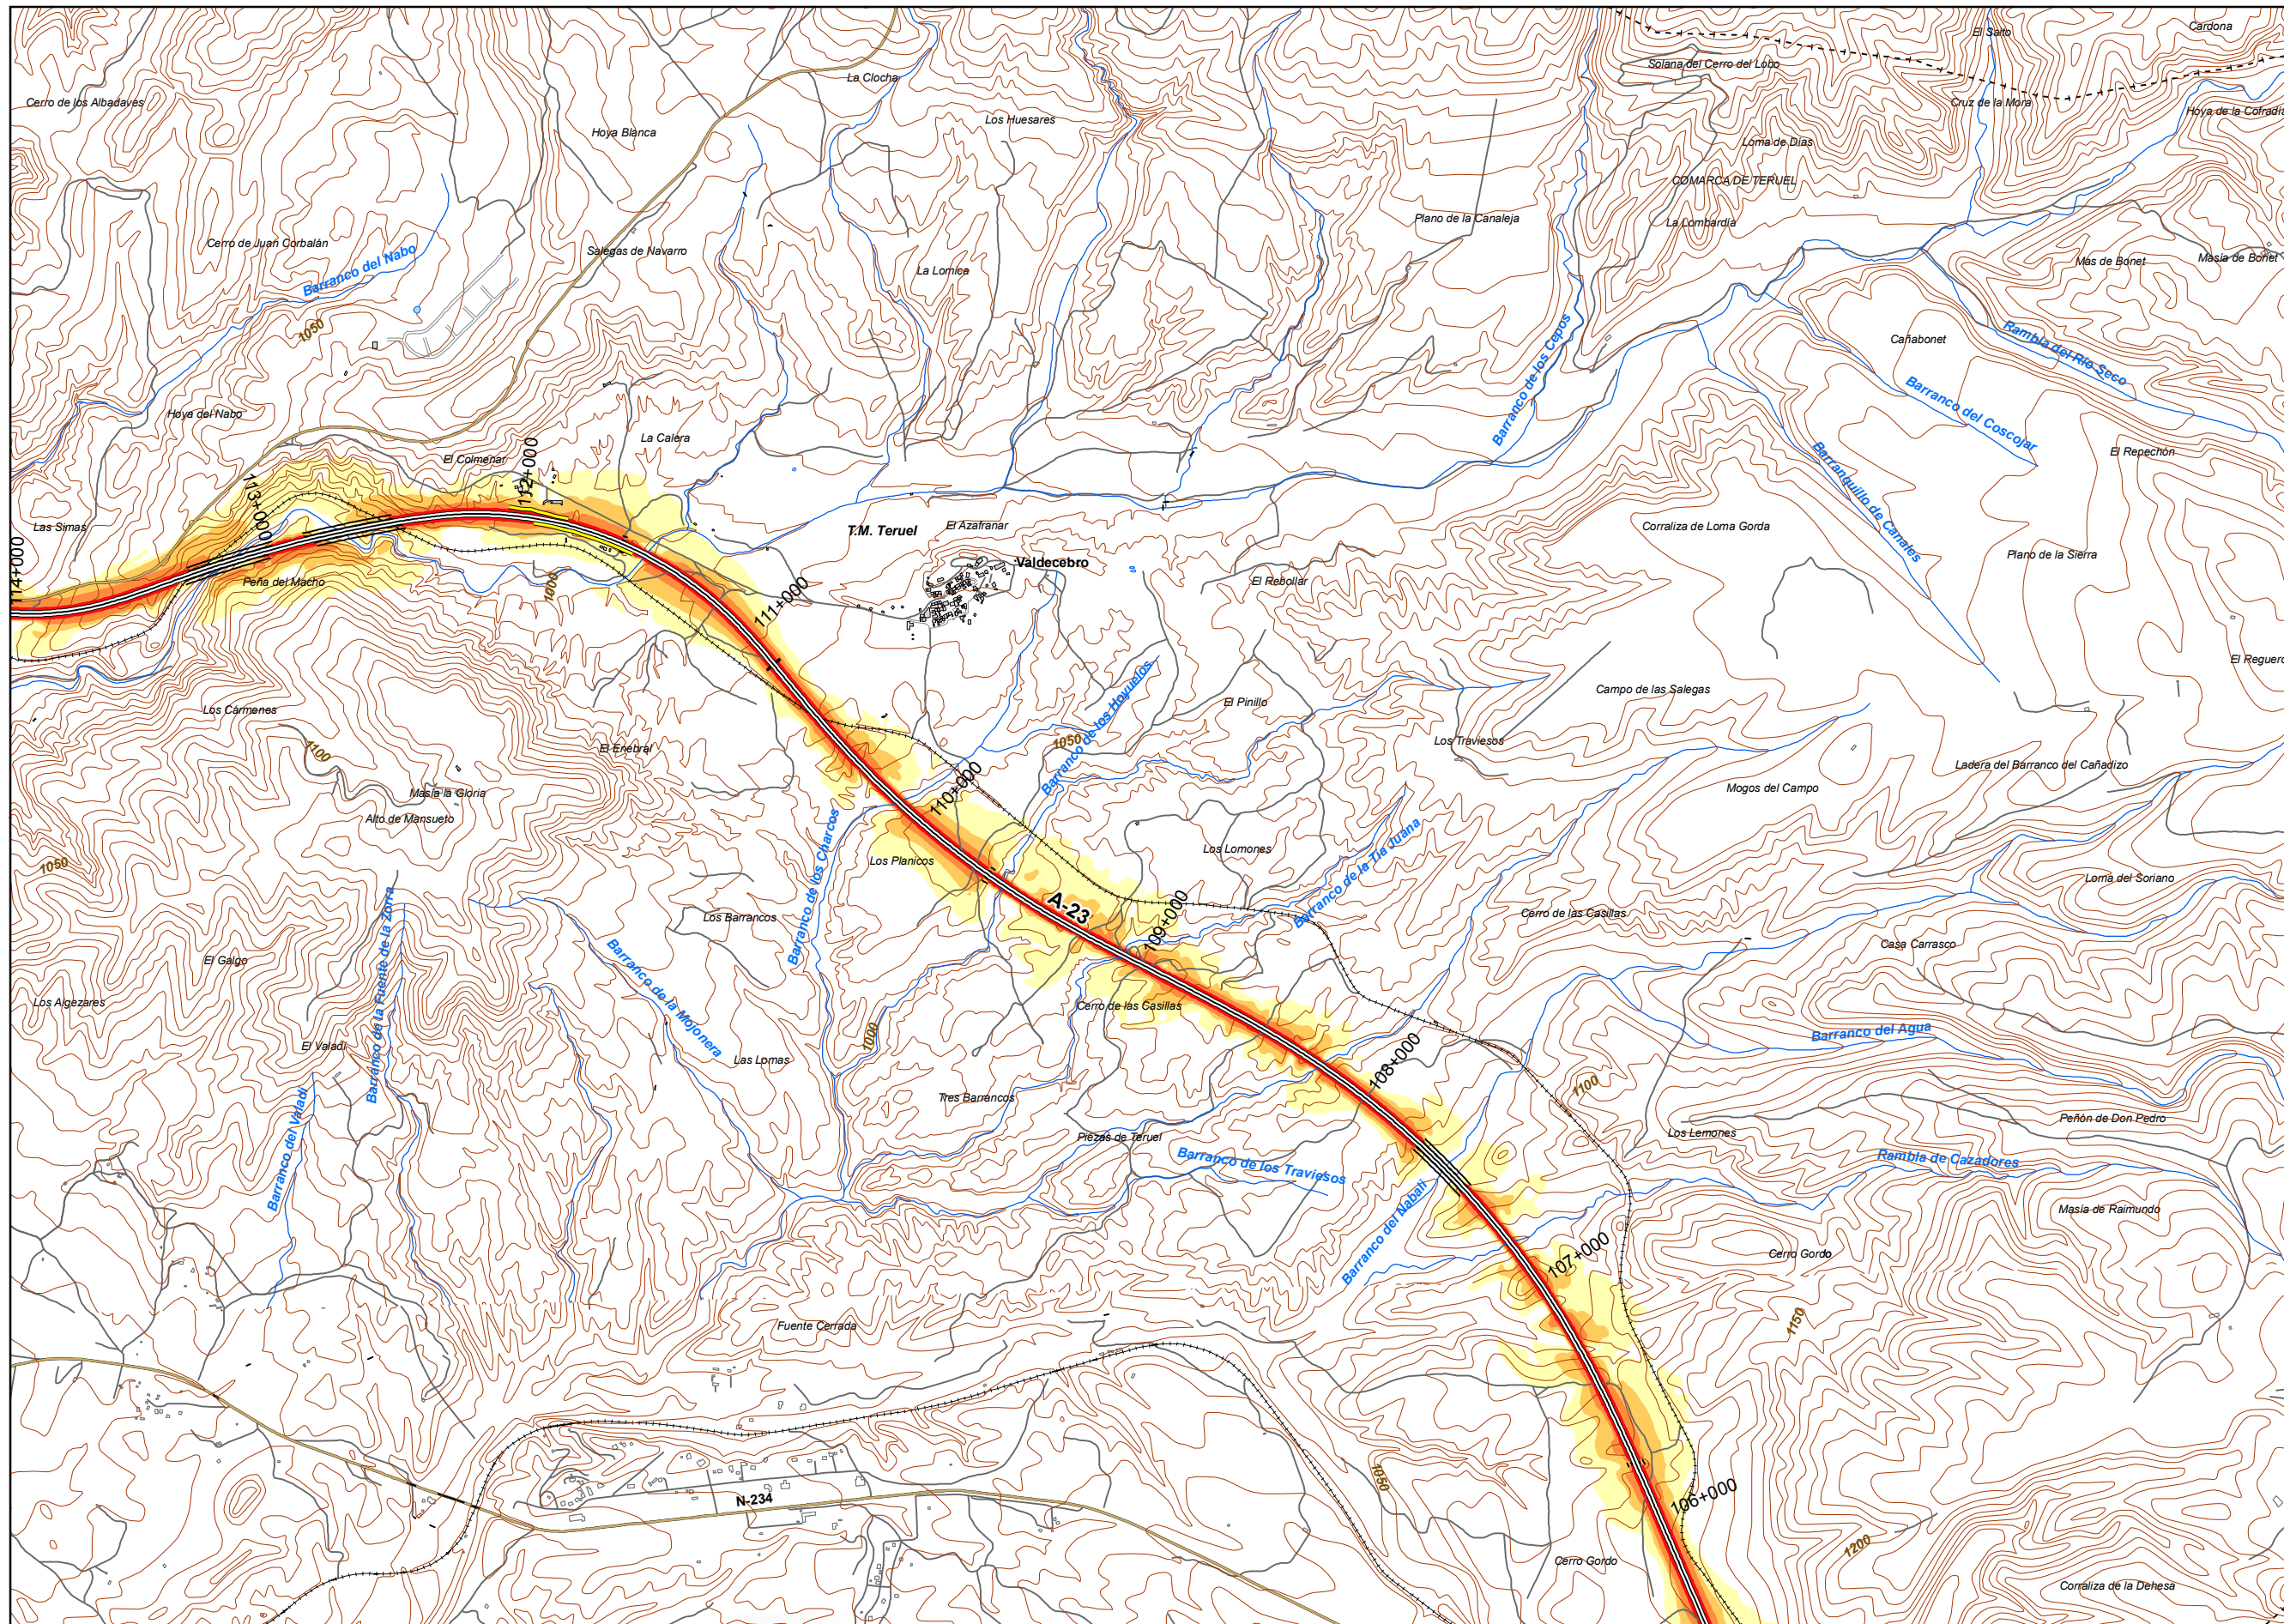 Cardona
El Salto
Solana del Cerro del Lobo
La Clocha
Cerro de los Albadaves
Cruz de la Mora
Hoya de la Cofradía
Los Huesares
Hoya Blanca
Loma de Días
COMARCA DE TERUEL
Plano de la Canaleja
La Lombardía
Cerro de Juan Corbalán
Barranco del Nabo
Salegas de Navarro
La Lomica
Mas de Bonet
Masía de Bonet
1050
Cañabonet
Rambla del Río Seco
Barranco de los Cepos
Barranco del Coscojar
Hoya del Nabo
La Calera
El Colmenar
112+000
113+000
El Repechón
Barranquillo de Canales
Las Simas
T.M. Teruel
El Azafranar
Corraliza de Loma Gorda
Plano de la Sierra
114+000
Valdecebro
Peña del Macho
1000
111+000
El Rebollar
El Reguero
Campo de las Salegas
Los Cármenes
El Pinillo
Barranco de los Hoyuelos
1100
El Enebral
1050
Los Traviesos
Ladera del Barranco del Cañadizo
Masía la Gloria
Mogos del Campo
110+000
Alto de Mansueto
1050
Los Planicos
Los Lomones
Barranco de la Tía Juana
Loma del Soriano
Barranco de los Charcos
Barranco de la Fuente de la Zorra
Los Barrancos
A-23
109+000
Cerro de las Casillas
Casa Carrasco
El Galgo
Barranco de la Mojonera
Los Algezares
Cerro de las Casillas
1000
Barranco del Agua
El Valadí
Las Lomas
108+000
1100
Tres Barrancos
Peñón de Don Pedro
Barranco del Valadí
Piezas de Teruel
Los Lemones
Barranco de los Traviesos
Rambla de Cazadores
Barranco del Nabali
Masía de Raimundo
107+000
Cerro Gordo
Fuente Cerrada
1150
1050
N-234
106+000
1200
Cerro Gordo
Corraliza de la Dehesa